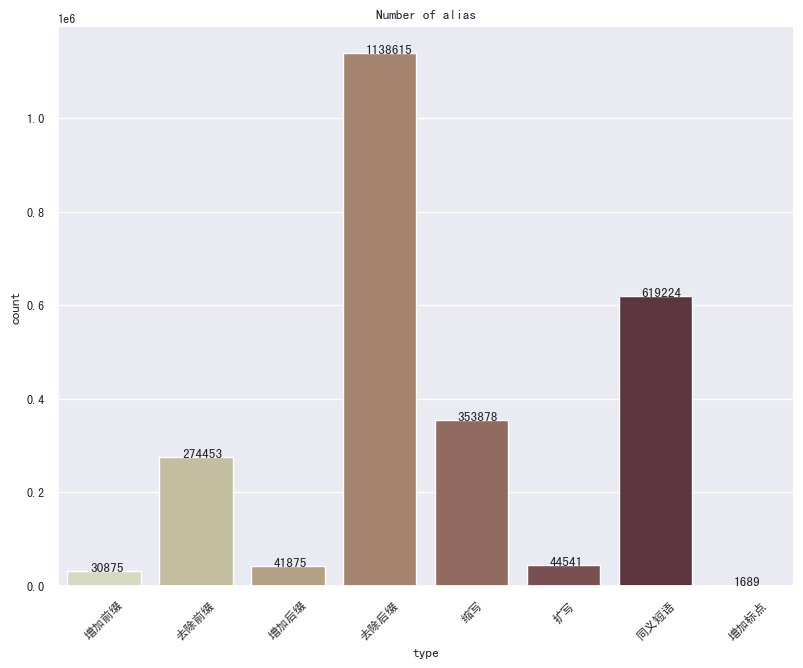 Number of alias
1e6
1138615
1.0
0.8
619224
0.6
count
353878
0.4
274453
0.2
30875
41875
44541
1689
0.0
增加前缀
去除前缀
增加后缀
去除后缀
缩写
扩写
同义短语
增加标点
type